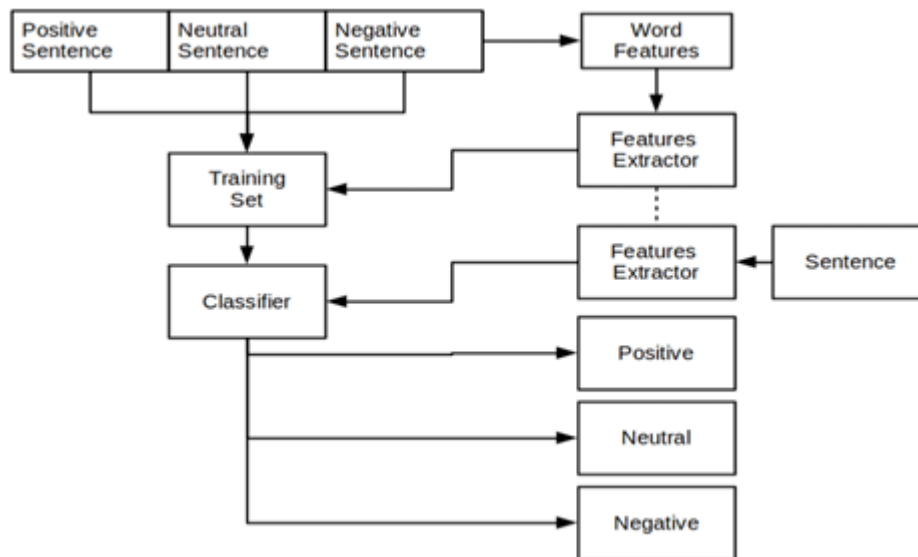 Positive
Sentence
Neutral
Sentence
Negative
Sentence
Word
Features
Features
Extractor
Training
Set
Features
Extractor
Sentence
Classifier
Positive
Neutral
Negative